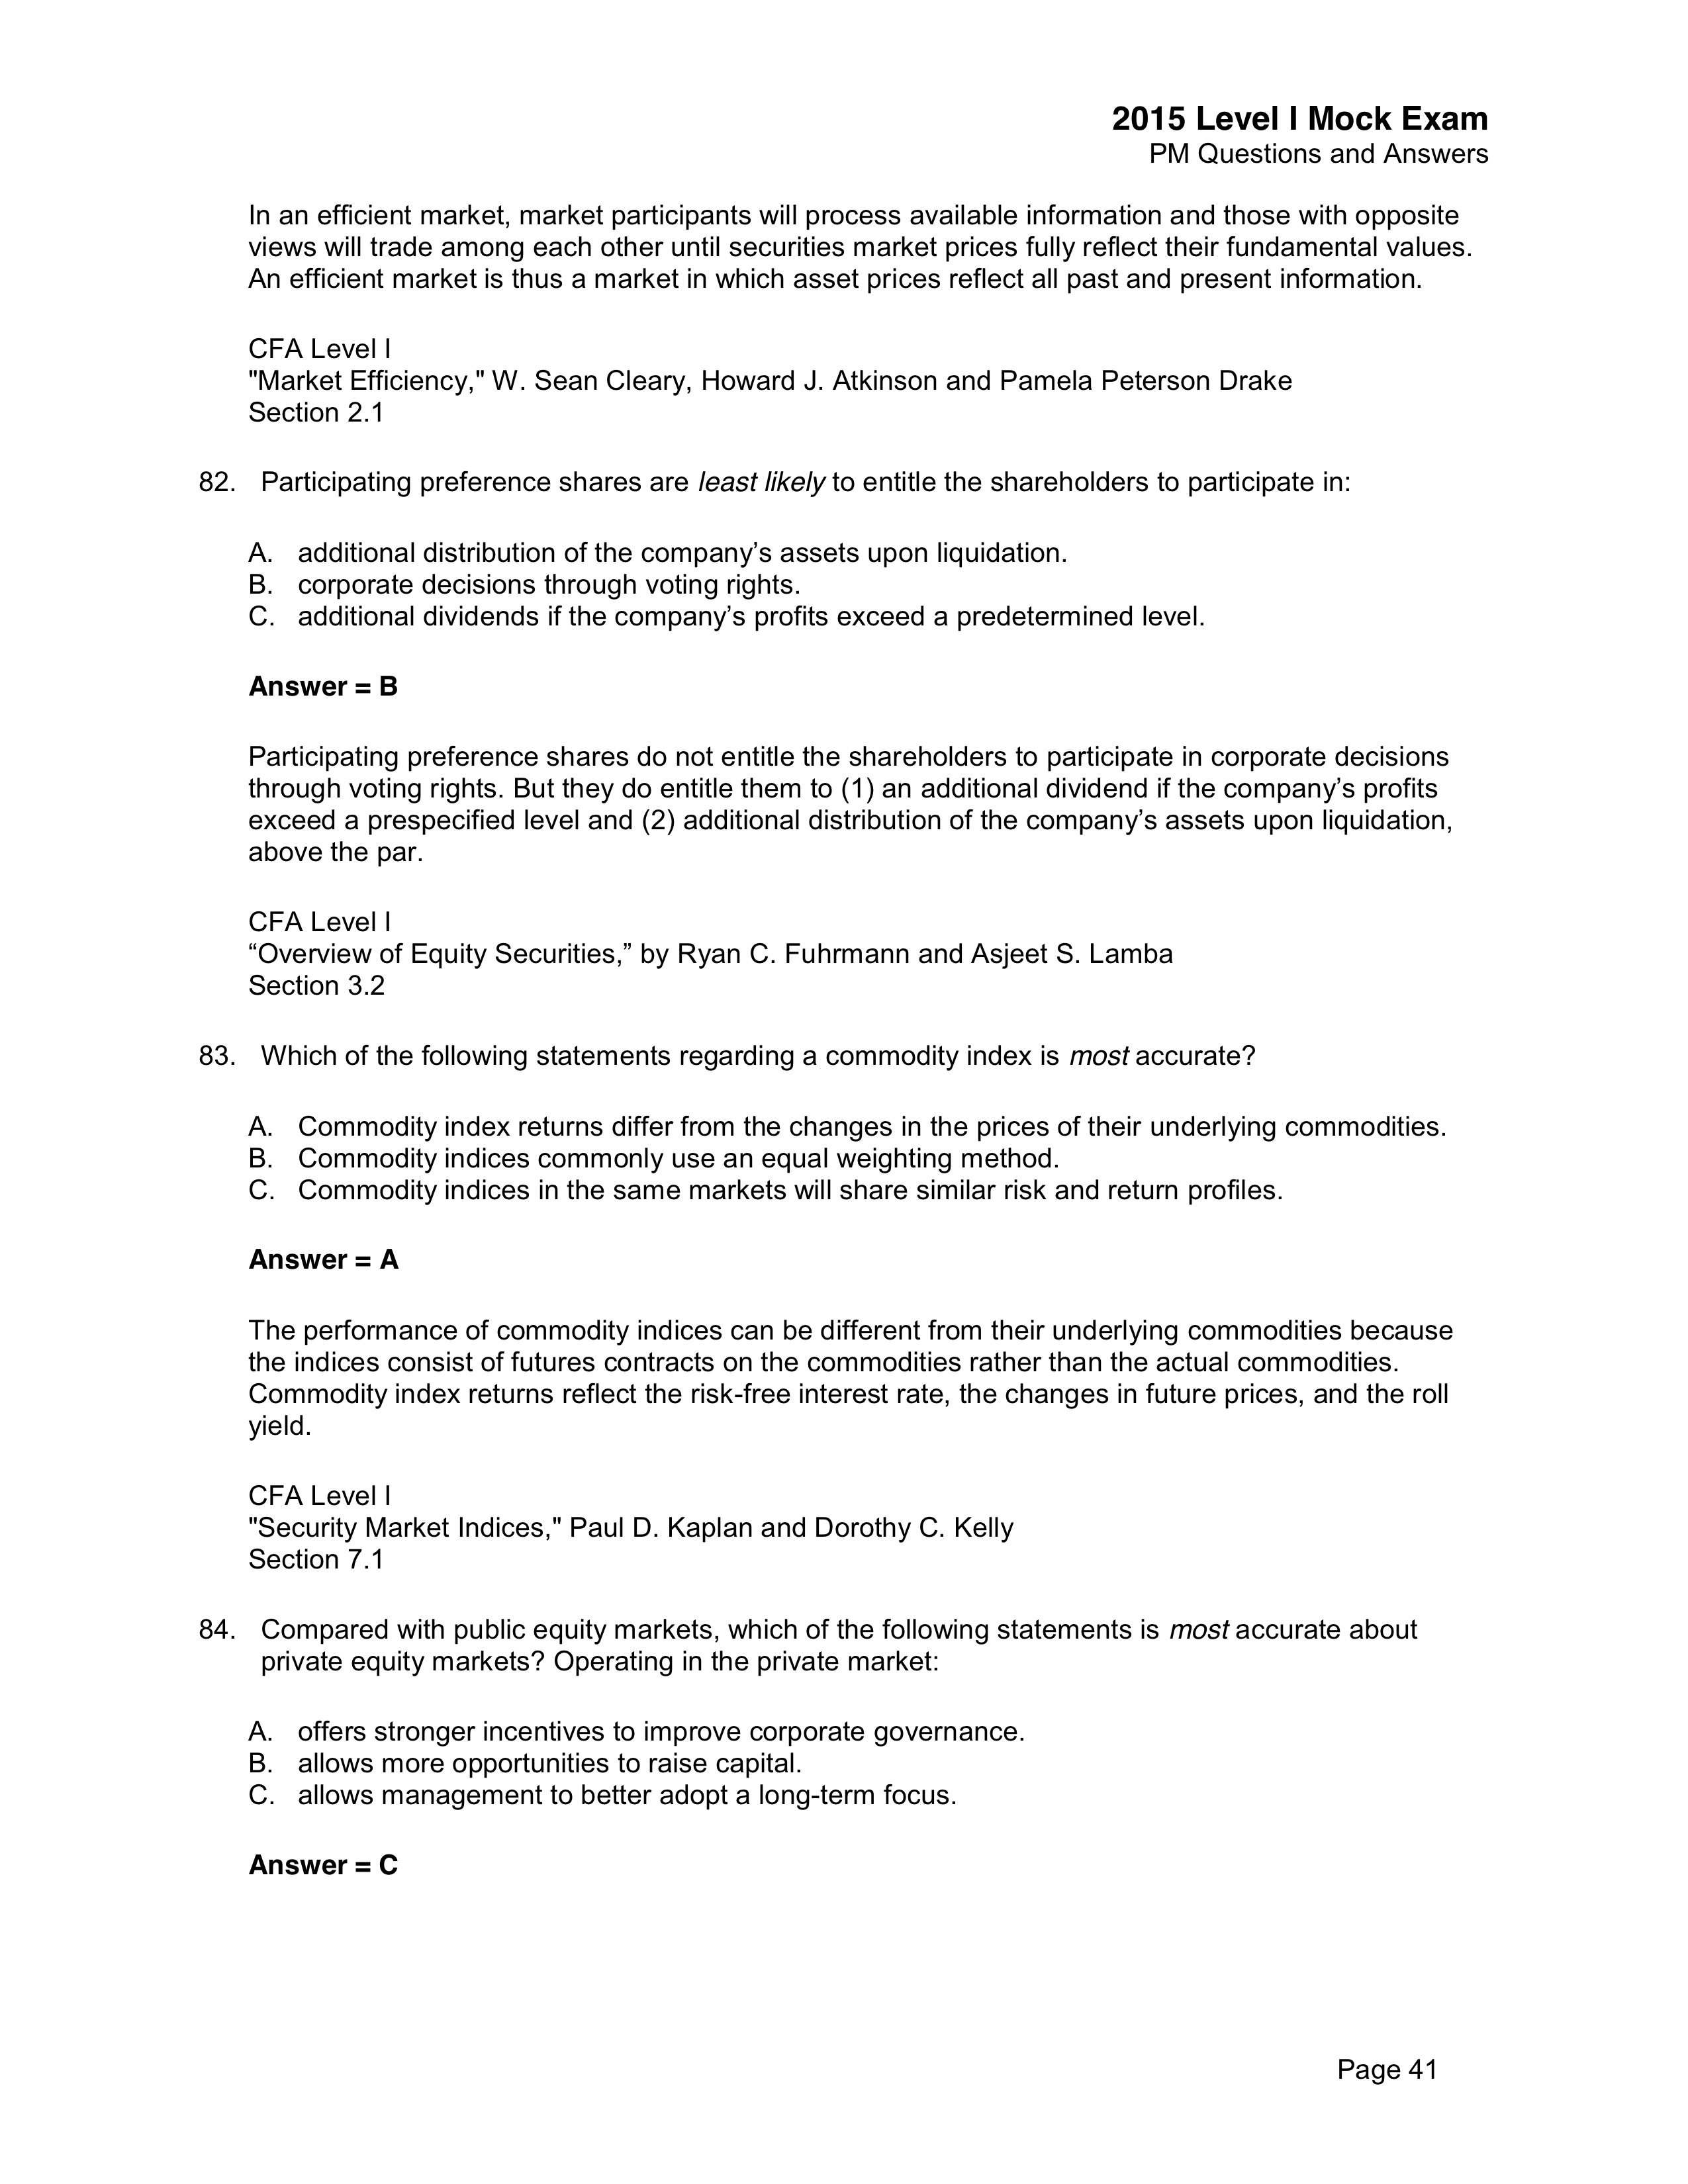 2015 Level I Mock Exam
PM Questions and Answers
In an efficient market, market participants will process available information and those with opposite
views will trade among each other until securities market prices fully reflect their fundamental values.
An efficient market is thus a market in which asset prices reflect all past and present information.
CFA Level I
"Market Efficiency," W. Sean Cleary, Howard J. Atkinson and Pamela Peterson Drake
Section 2.1
82. Participating preference shares are least likely to entitle the shareholders to participate in:
A. additional distribution of the company’s assets upon liquidation.
B. corporate decisions through voting rights.
C. additional dividends if the company’s profits exceed a predetermined level.
Answer = B
Participating preference shares do not entitle the shareholders to participate in corporate decisions
through voting rights. But they do entitle them to (1) an additional dividend if the company’s profits
exceed a prespecified level and (2) additional distribution of the company’s assets upon liquidation,
above the par.
CFA Level I
“Overview of Equity Securities,” by Ryan C. Fuhrmann and Asjeet S. Lamba
Section 3.2
83. Which of the following statements regarding a commodity index is most accurate?
A. Commodity index returns differ from the changes in the prices of their underlying commodities.
B. Commodity indices commonly use an equal weighting method.
C. Commodity indices in the same markets will share similar risk and return profiles.
Answer = A
The performance of commodity indices can be different from their underlying commodities because
the indices consist of futures contracts on the commodities rather than the actual commodities.
Commodity index returns reflect the risk-free interest rate, the changes in future prices, and the roll
yield.
CFA Level I
"Security Market Indices," Paul D. Kaplan and Dorothy C. Kelly
Section 7.1
84. Compared with public equity markets, which of the following statements is most accurate about
private equity markets? Operating in the private market:
A. offers stronger incentives to improve corporate governance.
B. allows more opportunities to raise capital.
C. allows management to better adopt a long-term focus.
Answer = C
Page 41